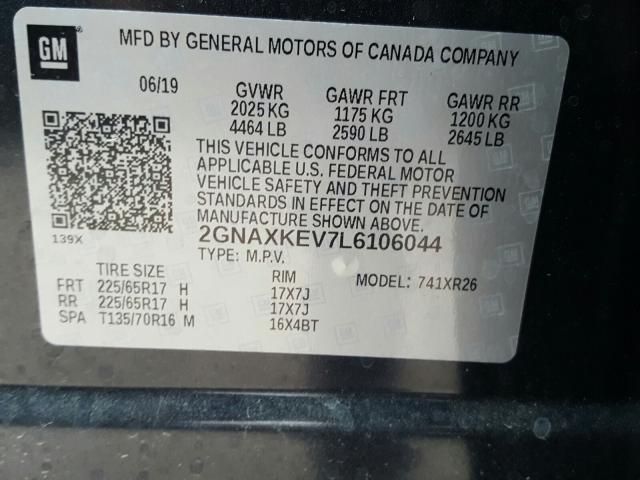 GM
MFD BY GENERAL MOTORS OF CANADA COMPANY
06/19 GVWR GAWR FRT GAWR RR
2025 KG 1175 KG 1200 KG
4464 LB 2590 LB 2645 LB
THIS VEHICLE CONFORMS TO ALL
APPLICABLE U.S. FEDERAL MOTOR
VEHICLE SAFETY AND THEFT PREVENTION
STANDARDS IN EFFECT ON THE DATE OF
MANUFACTURE SHOWN ABOVE.
139X
2GNAXKEV7L6106044
TYPE: M.P.V.
TIRE SIZE RIM MODEL: 741XR26
FRT 225/65R17 H 17X7J
RR 225/65R17 H 17X7J
SPA T135/70R16 M 16X4BT